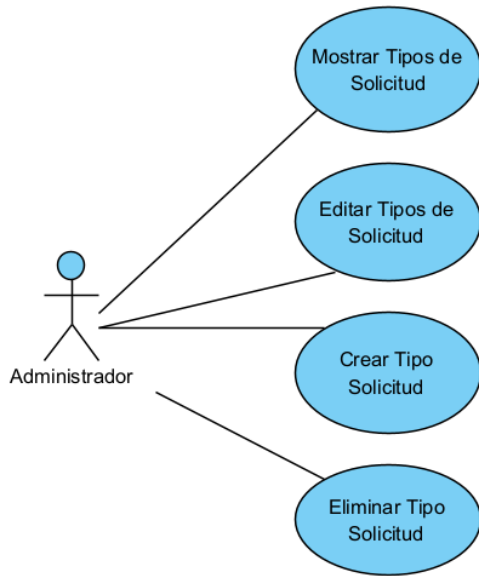 Mostrar Tipos de
Solicitud
Editar Tipos de
Solicitud
Administrador
Crear Tipo
Solicitud
Eliminar Tipo
Solicitud